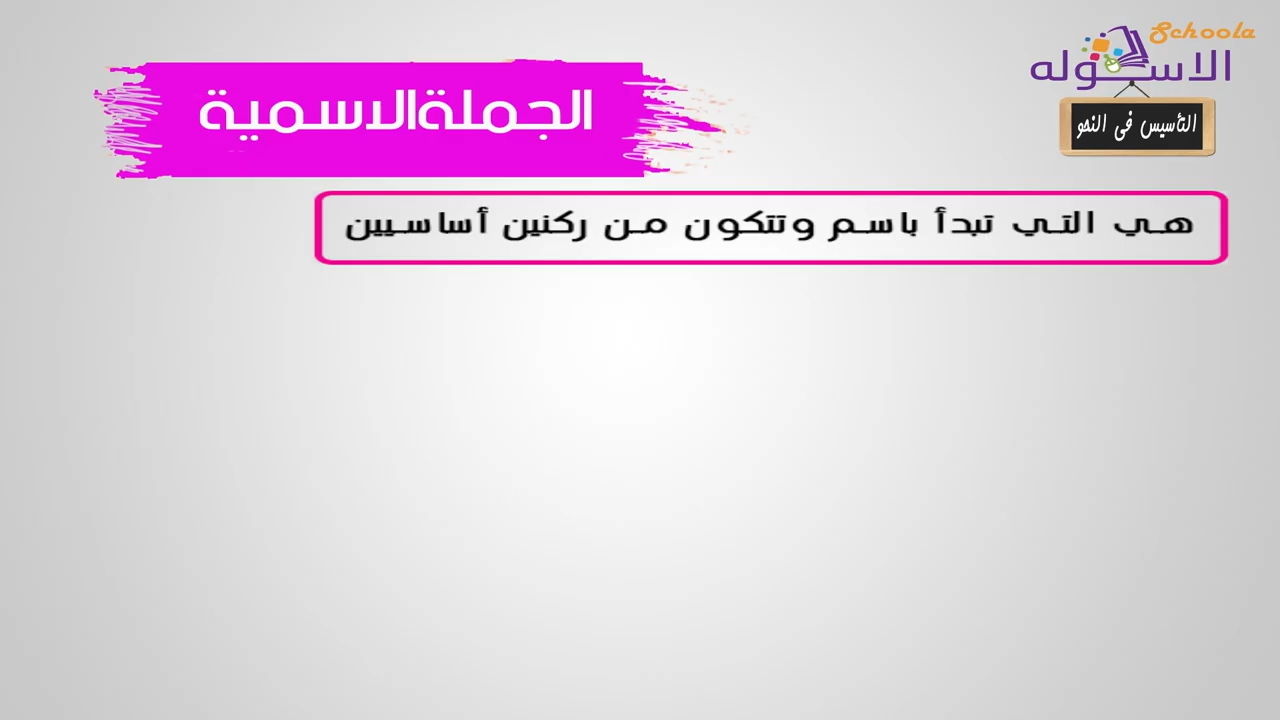 Schoola
الاسكوله
التأسيس فى النحو
الجملةالاسمية
هي التي تبدأ باسم وتتكون من ركنين أساسيين